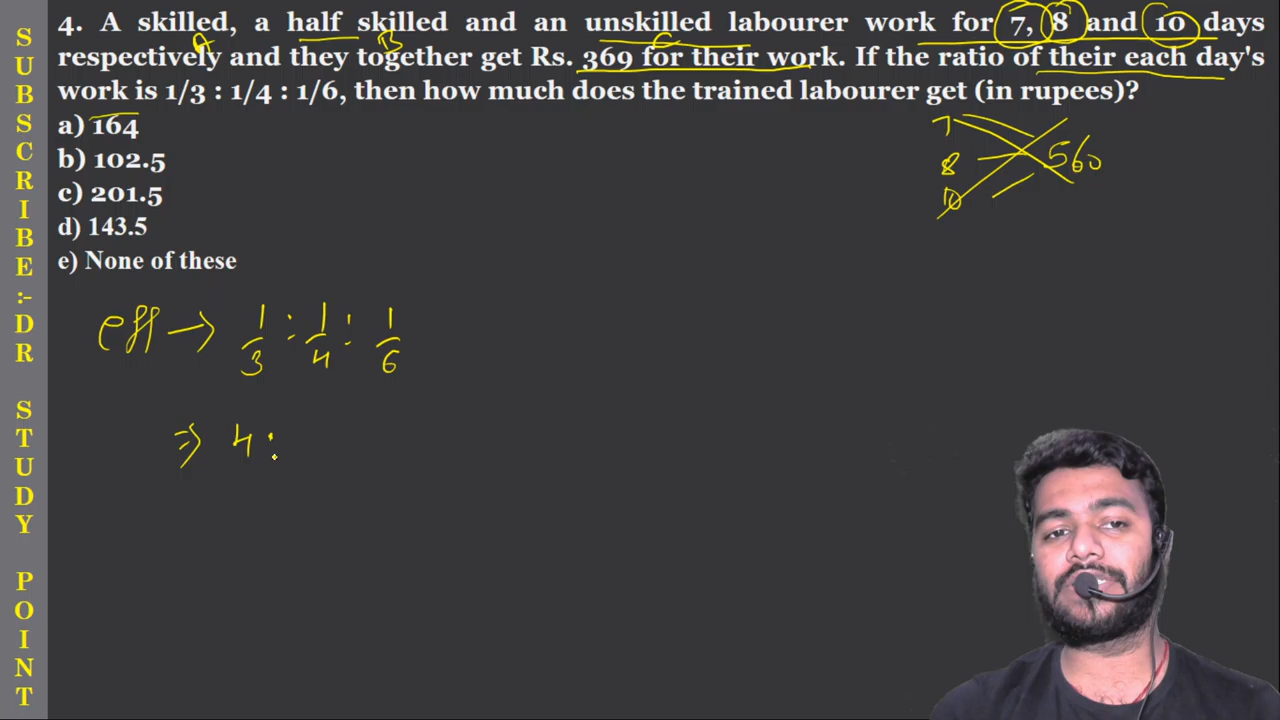 SUBSCRIBE:-DR STUDY POINT
4. A skilled, a half skilled and an unskilled labourer work for 7, 8 and 10 days
A B C
respectively and they together get Rs. 369 for their work. If the ratio of their each day's
work is 1/3 : 1/4 : 1/6, then how much does the trained labourer get (in rupees)?
a) 164
b) 102.5
c) 201.5
d) 143.5
e) None of these
7
8 560
10
eff → 1/3 : 1/4 : 1/6
⇒ 4 :